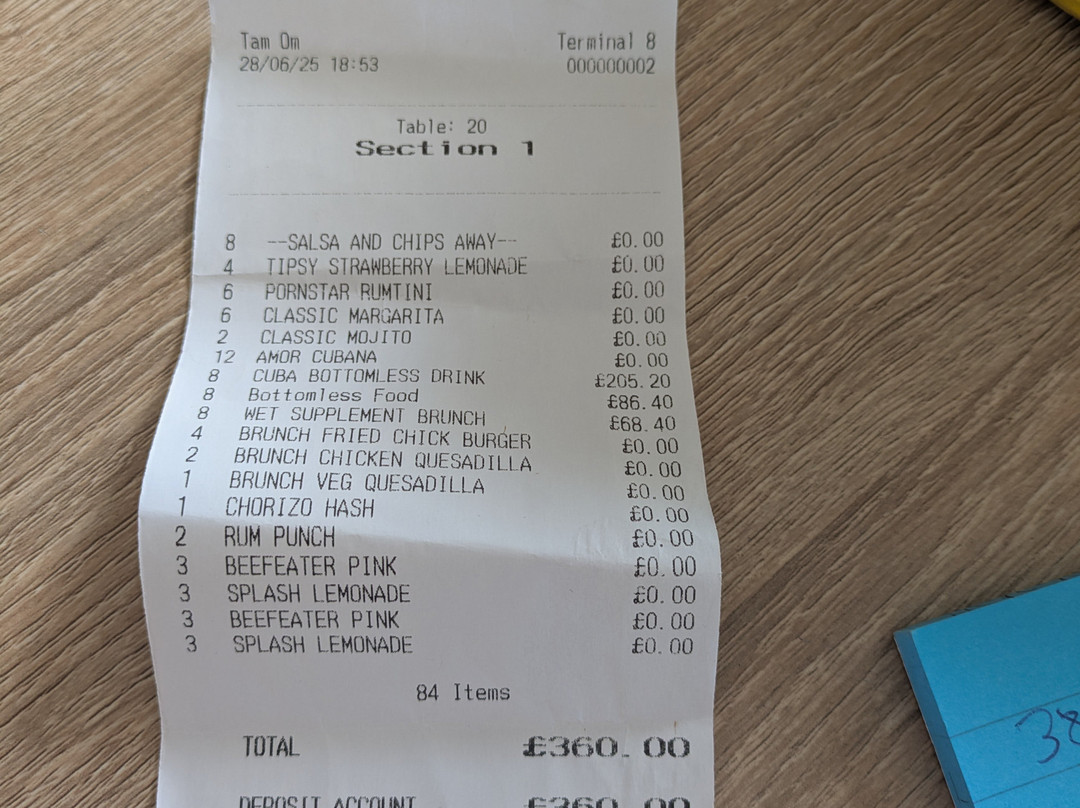 Tam Om Terminal 8
28/06/25 18:53 000000002
Table: 20
Section 1
8 --SALSA AND CHIPS AWAY-- £0.00
4 TIPSY STRAWBERRY LEMONADE £0.00
6 PORNSTAR RUMTINI £0.00
6 CLASSIC MARGARITA £0.00
2 CLASSIC MOJITO £0.00
12 AMOR CUBANA £0.00
8 CUBA BOTTOMLESS DRINK £205.20
8 Bottomless Food £86.40
8 WET SUPPLEMENT BRUNCH £68.40
4 BRUNCH FRIED CHICK BURGER £0.00
2 BRUNCH CHICKEN QUESADILLA £0.00
1 BRUNCH VEG QUESADILLA £0.00
1 CHORIZO HASH £0.00
2 RUM PUNCH £0.00
3 BEEFEATER PINK £0.00
3 SPLASH LEMONADE £0.00
3 BEEFEATER PINK £0.00
3 SPLASH LEMONADE £0.00
84 Items
TOTAL £360.00
DEPOSIT ACCOUNT £360.00